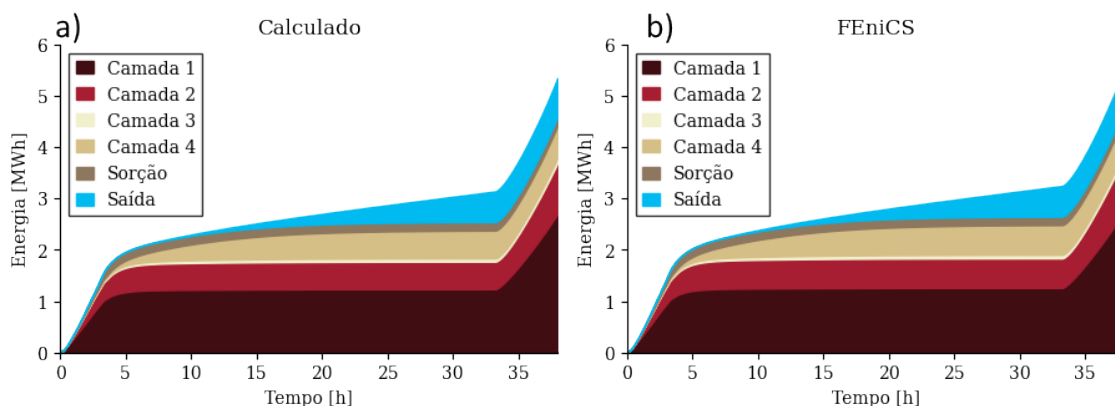 a)
Calculado
Energia [MWh]
6
5
4
3
2
1
0
Camada 1
Camada 2
Camada 3
Camada 4
Sorção
Saída
0 5 10 15 20 25 30 35
Tempo [h]
b)
FEniCS
Energia [MWh]
6
5
4
3
2
1
0
Camada 1
Camada 2
Camada 3
Camada 4
Sorção
Saída
0 5 10 15 20 25 30 35
Tempo [h]